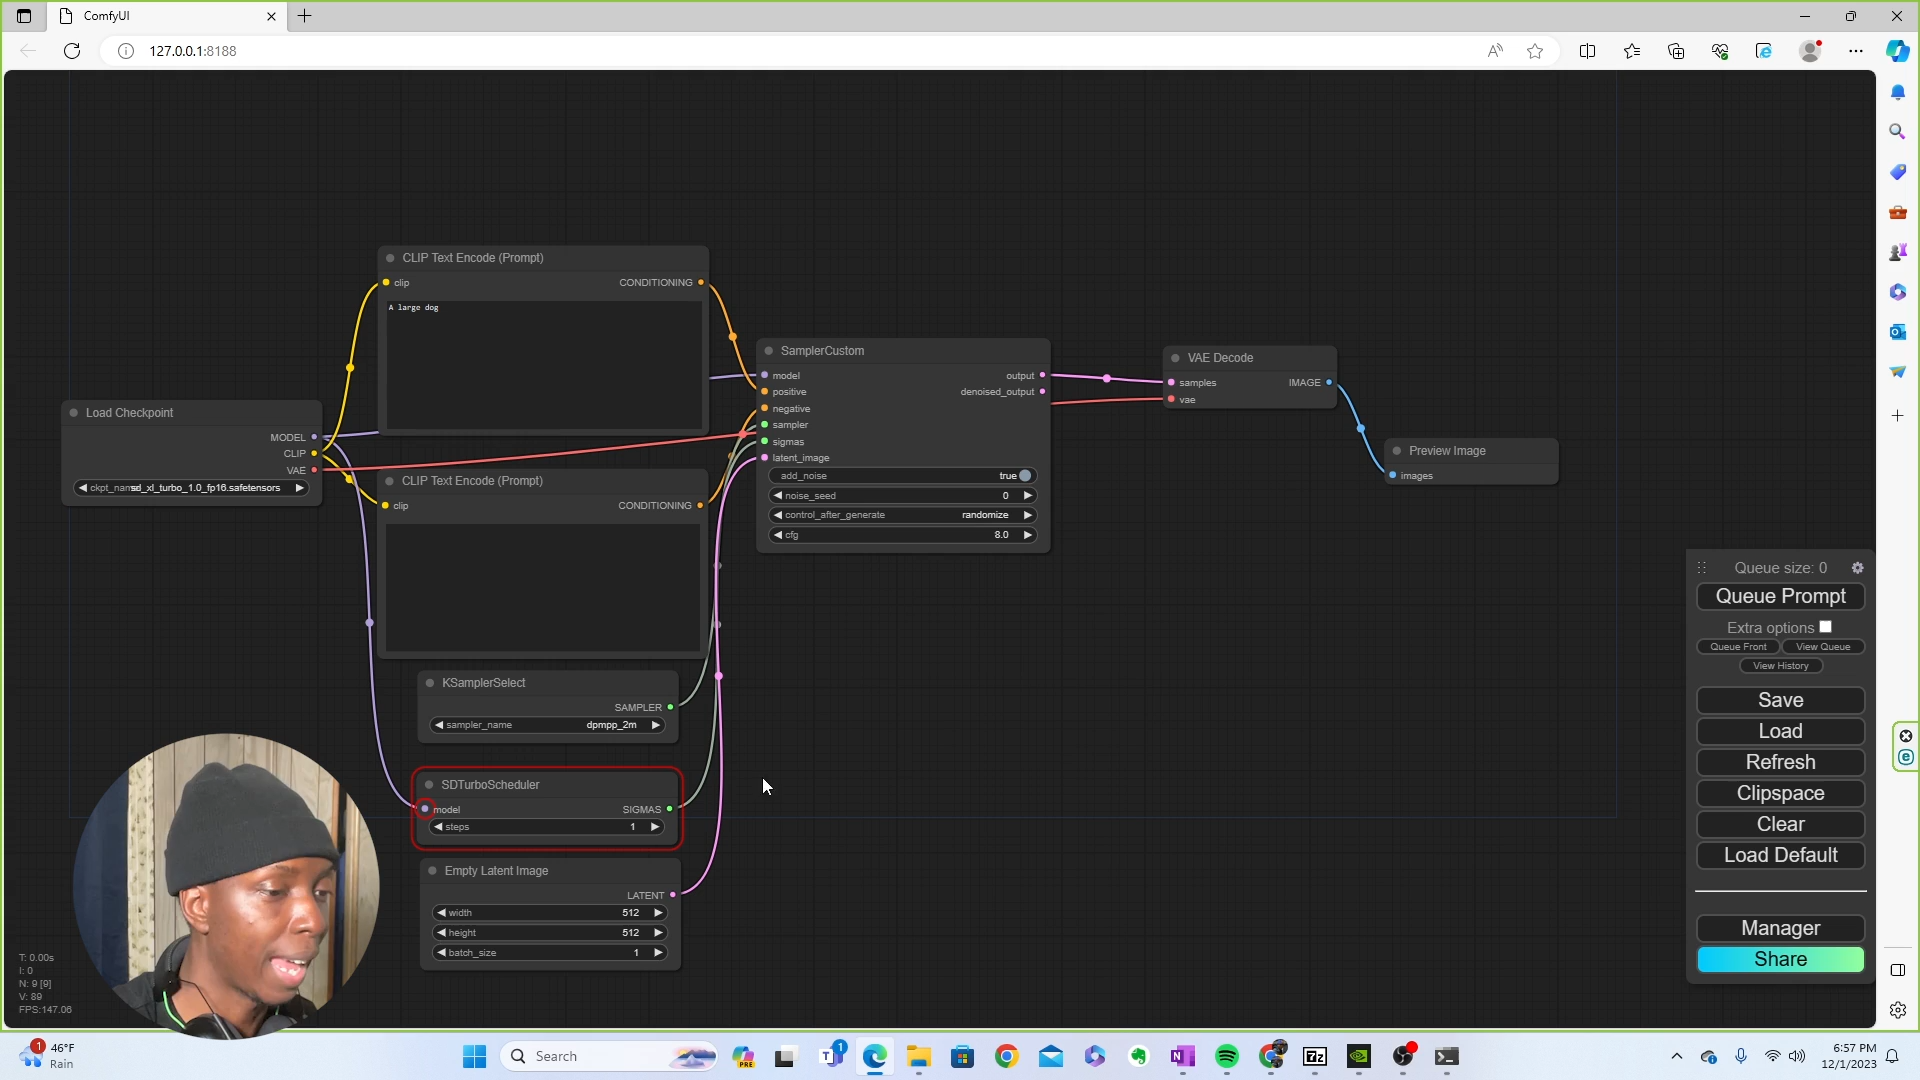 ComfyUI
127.0.0.1:8188
CLIP Text Encode (Prompt)
clip
CONDITIONING
A large dog
SamplerCustom
model
output
positive
denoised_output
negative
sampler
sigmas
latent_image
add_noise
true
noise_seed
0
control_after_generate
randomize
cfg
8.0
VAE Decode
samples
IMAGE
vae
Preview Image
images
Load Checkpoint
MODEL
CLIP
VAE
sd_xl_turbo_1.0_fp16.safetensors
CLIP Text Encode (Prompt)
clip
CONDITIONING
KSamplerSelect
SAMPLER
sampler_name
dpmpp_2m
SDTurboScheduler
model
SIGMAS
steps
1
Empty Latent Image
LATENT
width
512
height
512
batch_size
1
Queue size: 0
Queue Prompt
Extra options
Queue Front
View Queue
View History
Save
Load
Refresh
Clipspace
Clear
Load Default
Manager
Share
T: 0.00s
I: 0
N: 9 [9]
V: 89
FPS:147.06
1
46°F
Rain
Search
PRE
1
7z
6:57 PM
12/1/2023